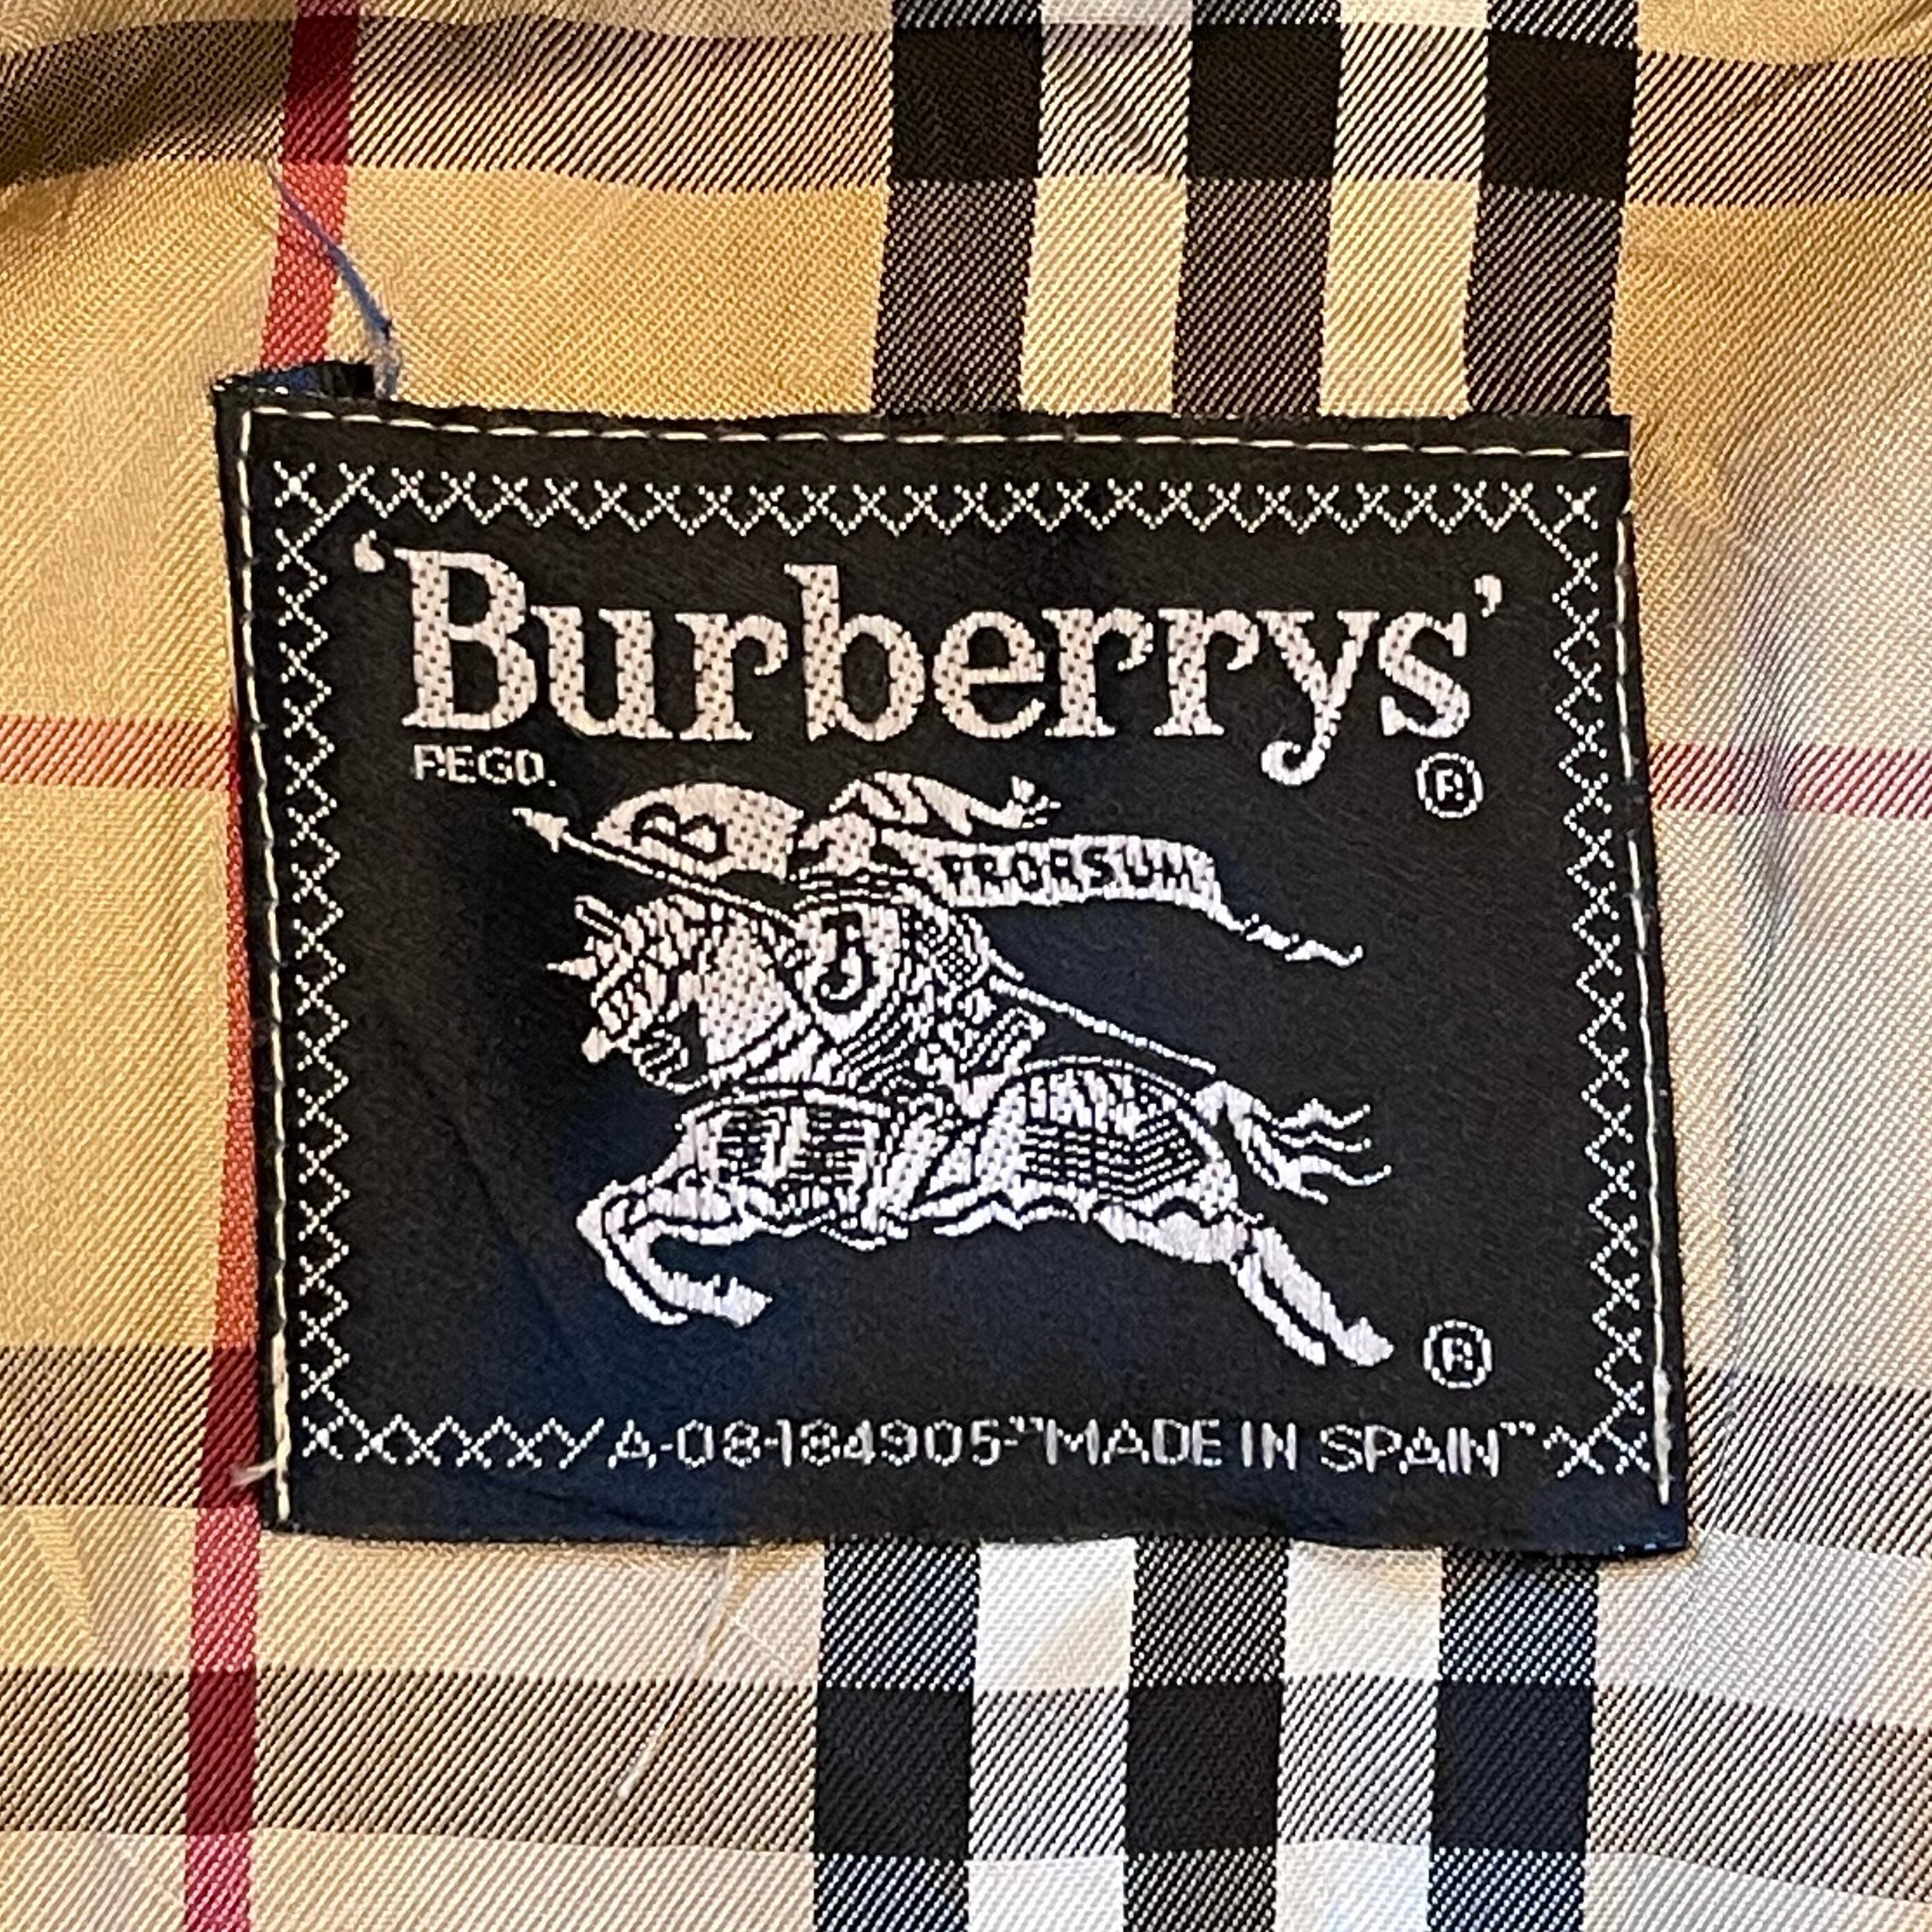 ‘Burberrys’
REGD.
®
B
PRORSUM
®
A-08-184905-"MADE IN SPAIN"